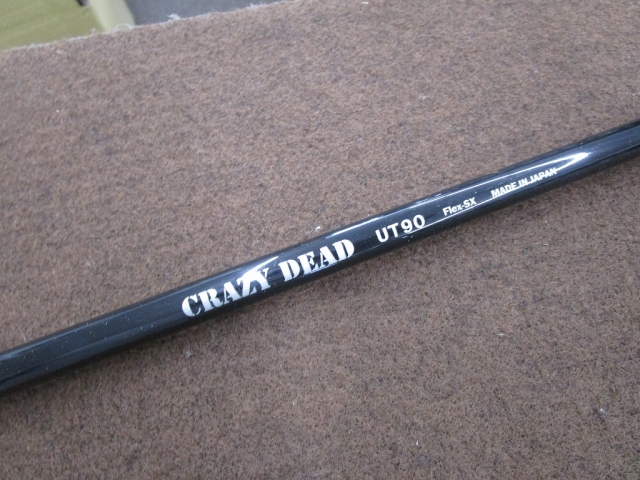 CRAZY DEAD UT90 Flex-SX MADE IN JAPAN